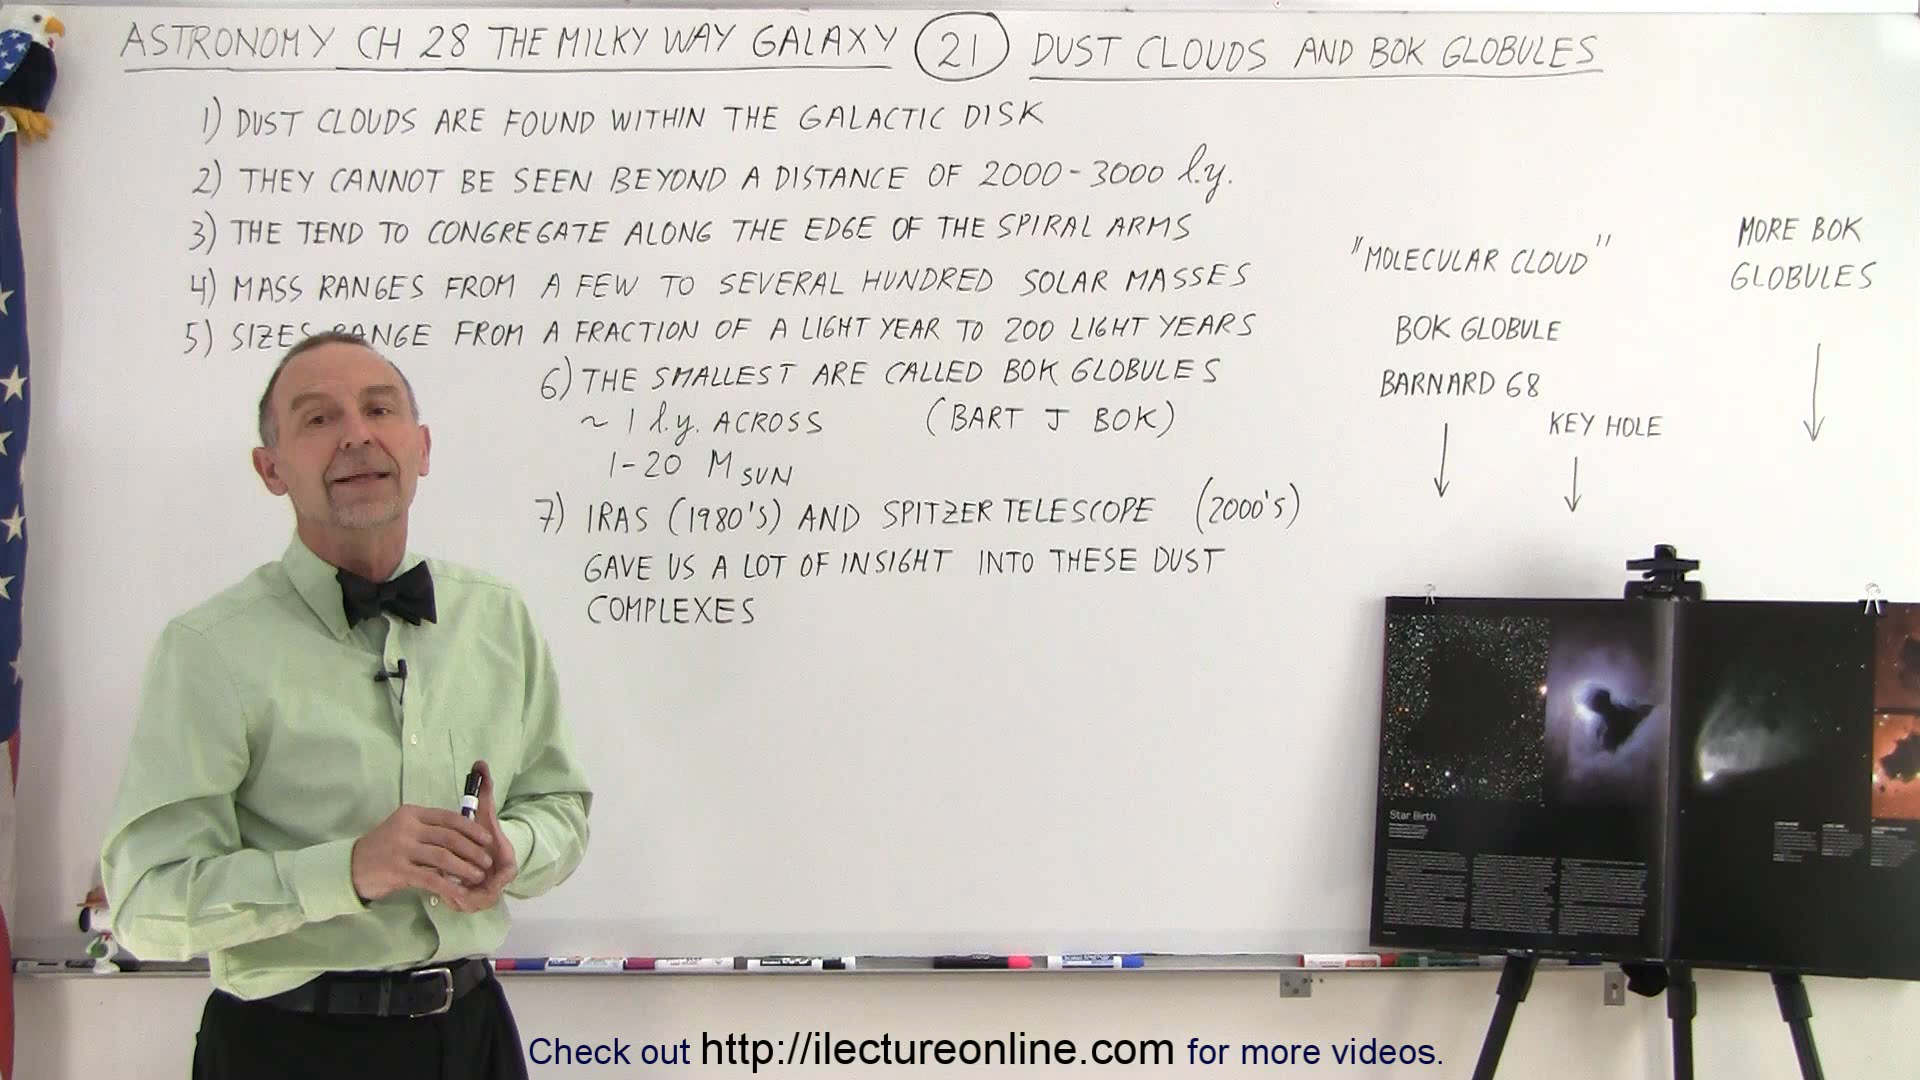 ASTRONOMY CH 28 THE MILKY WAY GALAXY 21 DUST CLOUDS AND BOK GLOBULES
1) DUST CLOUDS ARE FOUND WITHIN THE GALACTIC DISK
2) THEY CANNOT BE SEEN BEYOND A DISTANCE OF 2000-3000 l.y.
3) THE TEND TO CONGREGATE ALONG THE EDGE OF THE SPIRAL ARMS
4) MASS RANGES FROM A FEW TO SEVERAL HUNDRED SOLAR MASSES
5) SIZES RANGE FROM A FRACTION OF A LIGHT YEAR TO 200 LIGHT YEARS
6) THE SMALLEST ARE CALLED BOK GLOBULES
~ 1 l.y. ACROSS (BART J BOK)
1-20 M SUN
7) IRAS (1980'S) AND SPITZER TELESCOPE (2000's)
GAVE US A LOT OF INSIGHT INTO THESE DUST
COMPLEXES
"MOLECULAR CLOUD"
BOK GLOBULE
BARNARD 68
KEY HOLE
MORE BOK
GLOBULES
Star Birth
Check out http://ilectureonline.com for more videos.